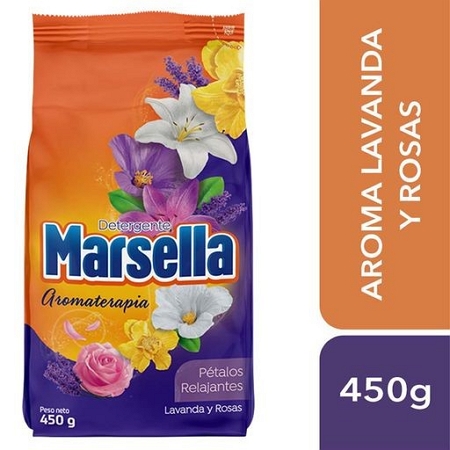 Detergente
Marsella
Aromaterapia
Pétalos
Relajantes
Lavanda y Rosas
Peso neto
450 g
AROMA LAVANDA
Y ROSAS
450g